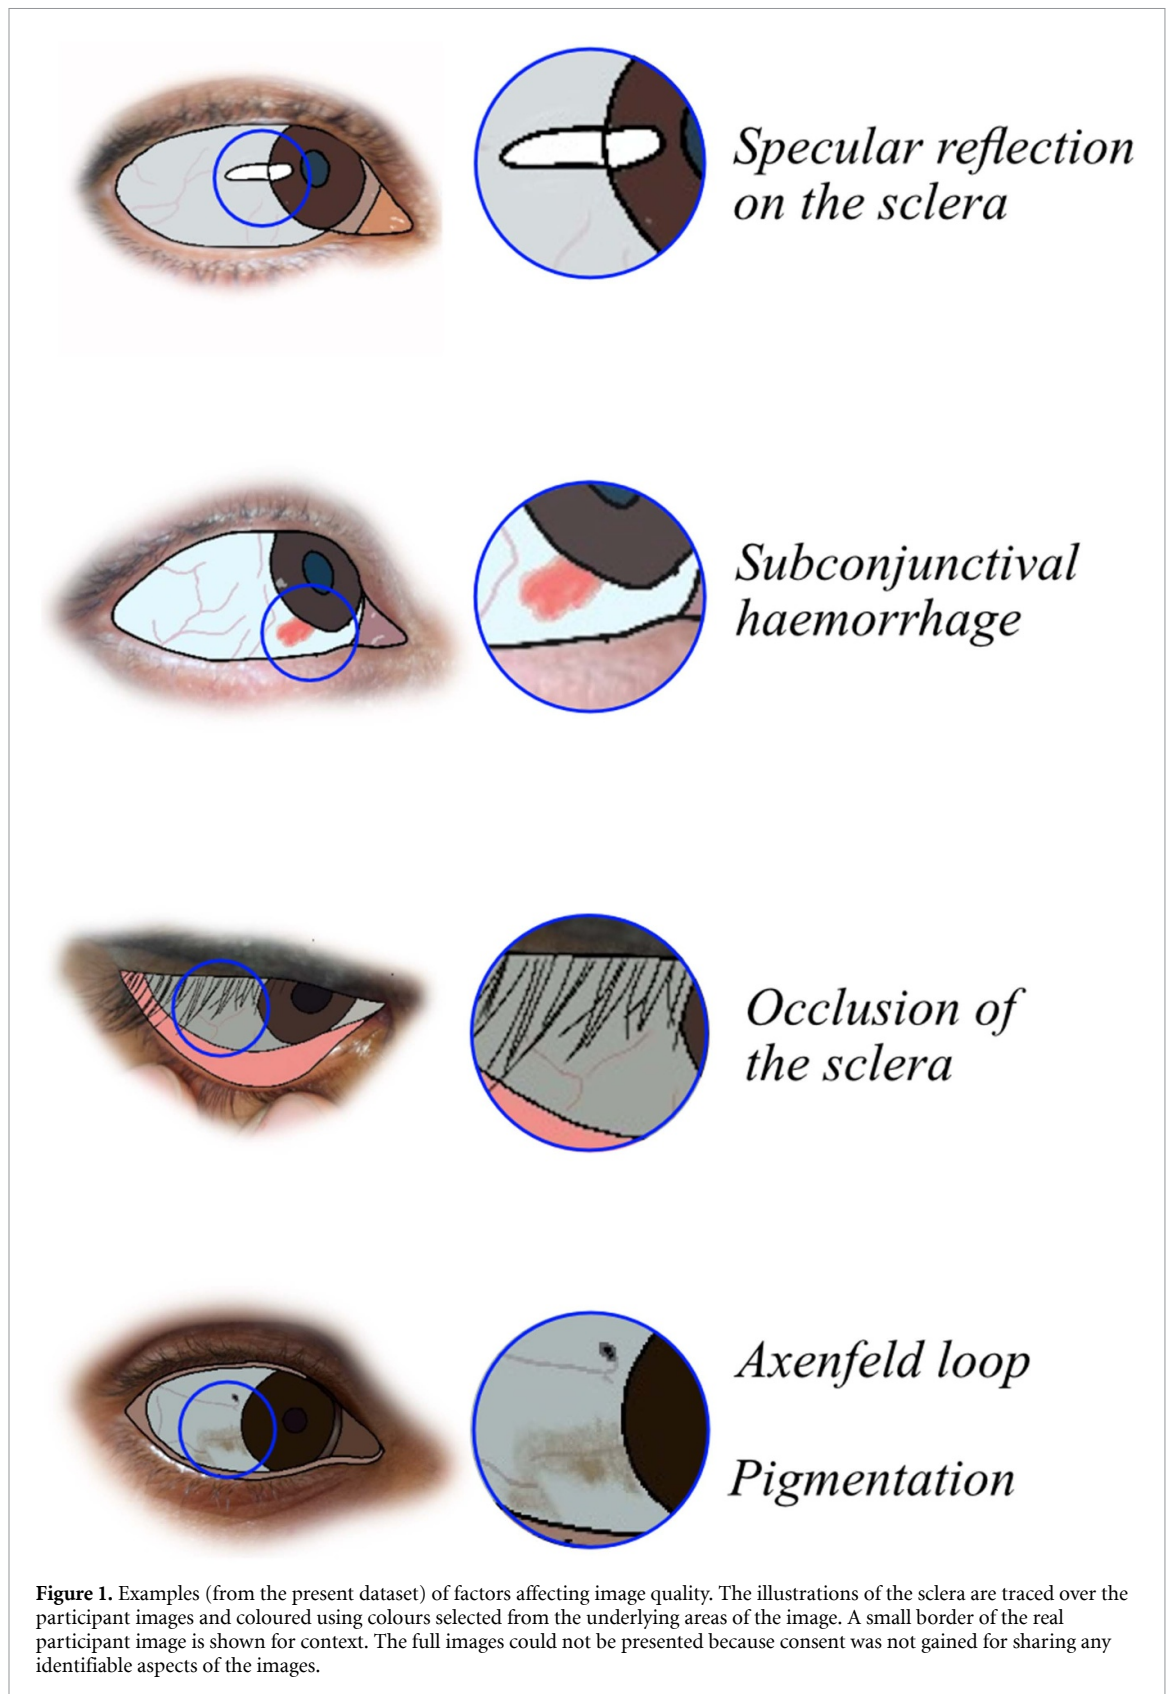 Specular reflection
on the sclera
Subconjunctival
haemorrhage
Occlusion of
the sclera
Axenfeld loop
Pigmentation
Figure 1. Examples (from the present dataset) of factors affecting image quality. The illustrations of the sclera are traced over the
participant images and coloured using colours selected from the underlying areas of the image. A small border of the real
participant image is shown for context. The full images could not be presented because consent was not gained for sharing any
identifiable aspects of the images.